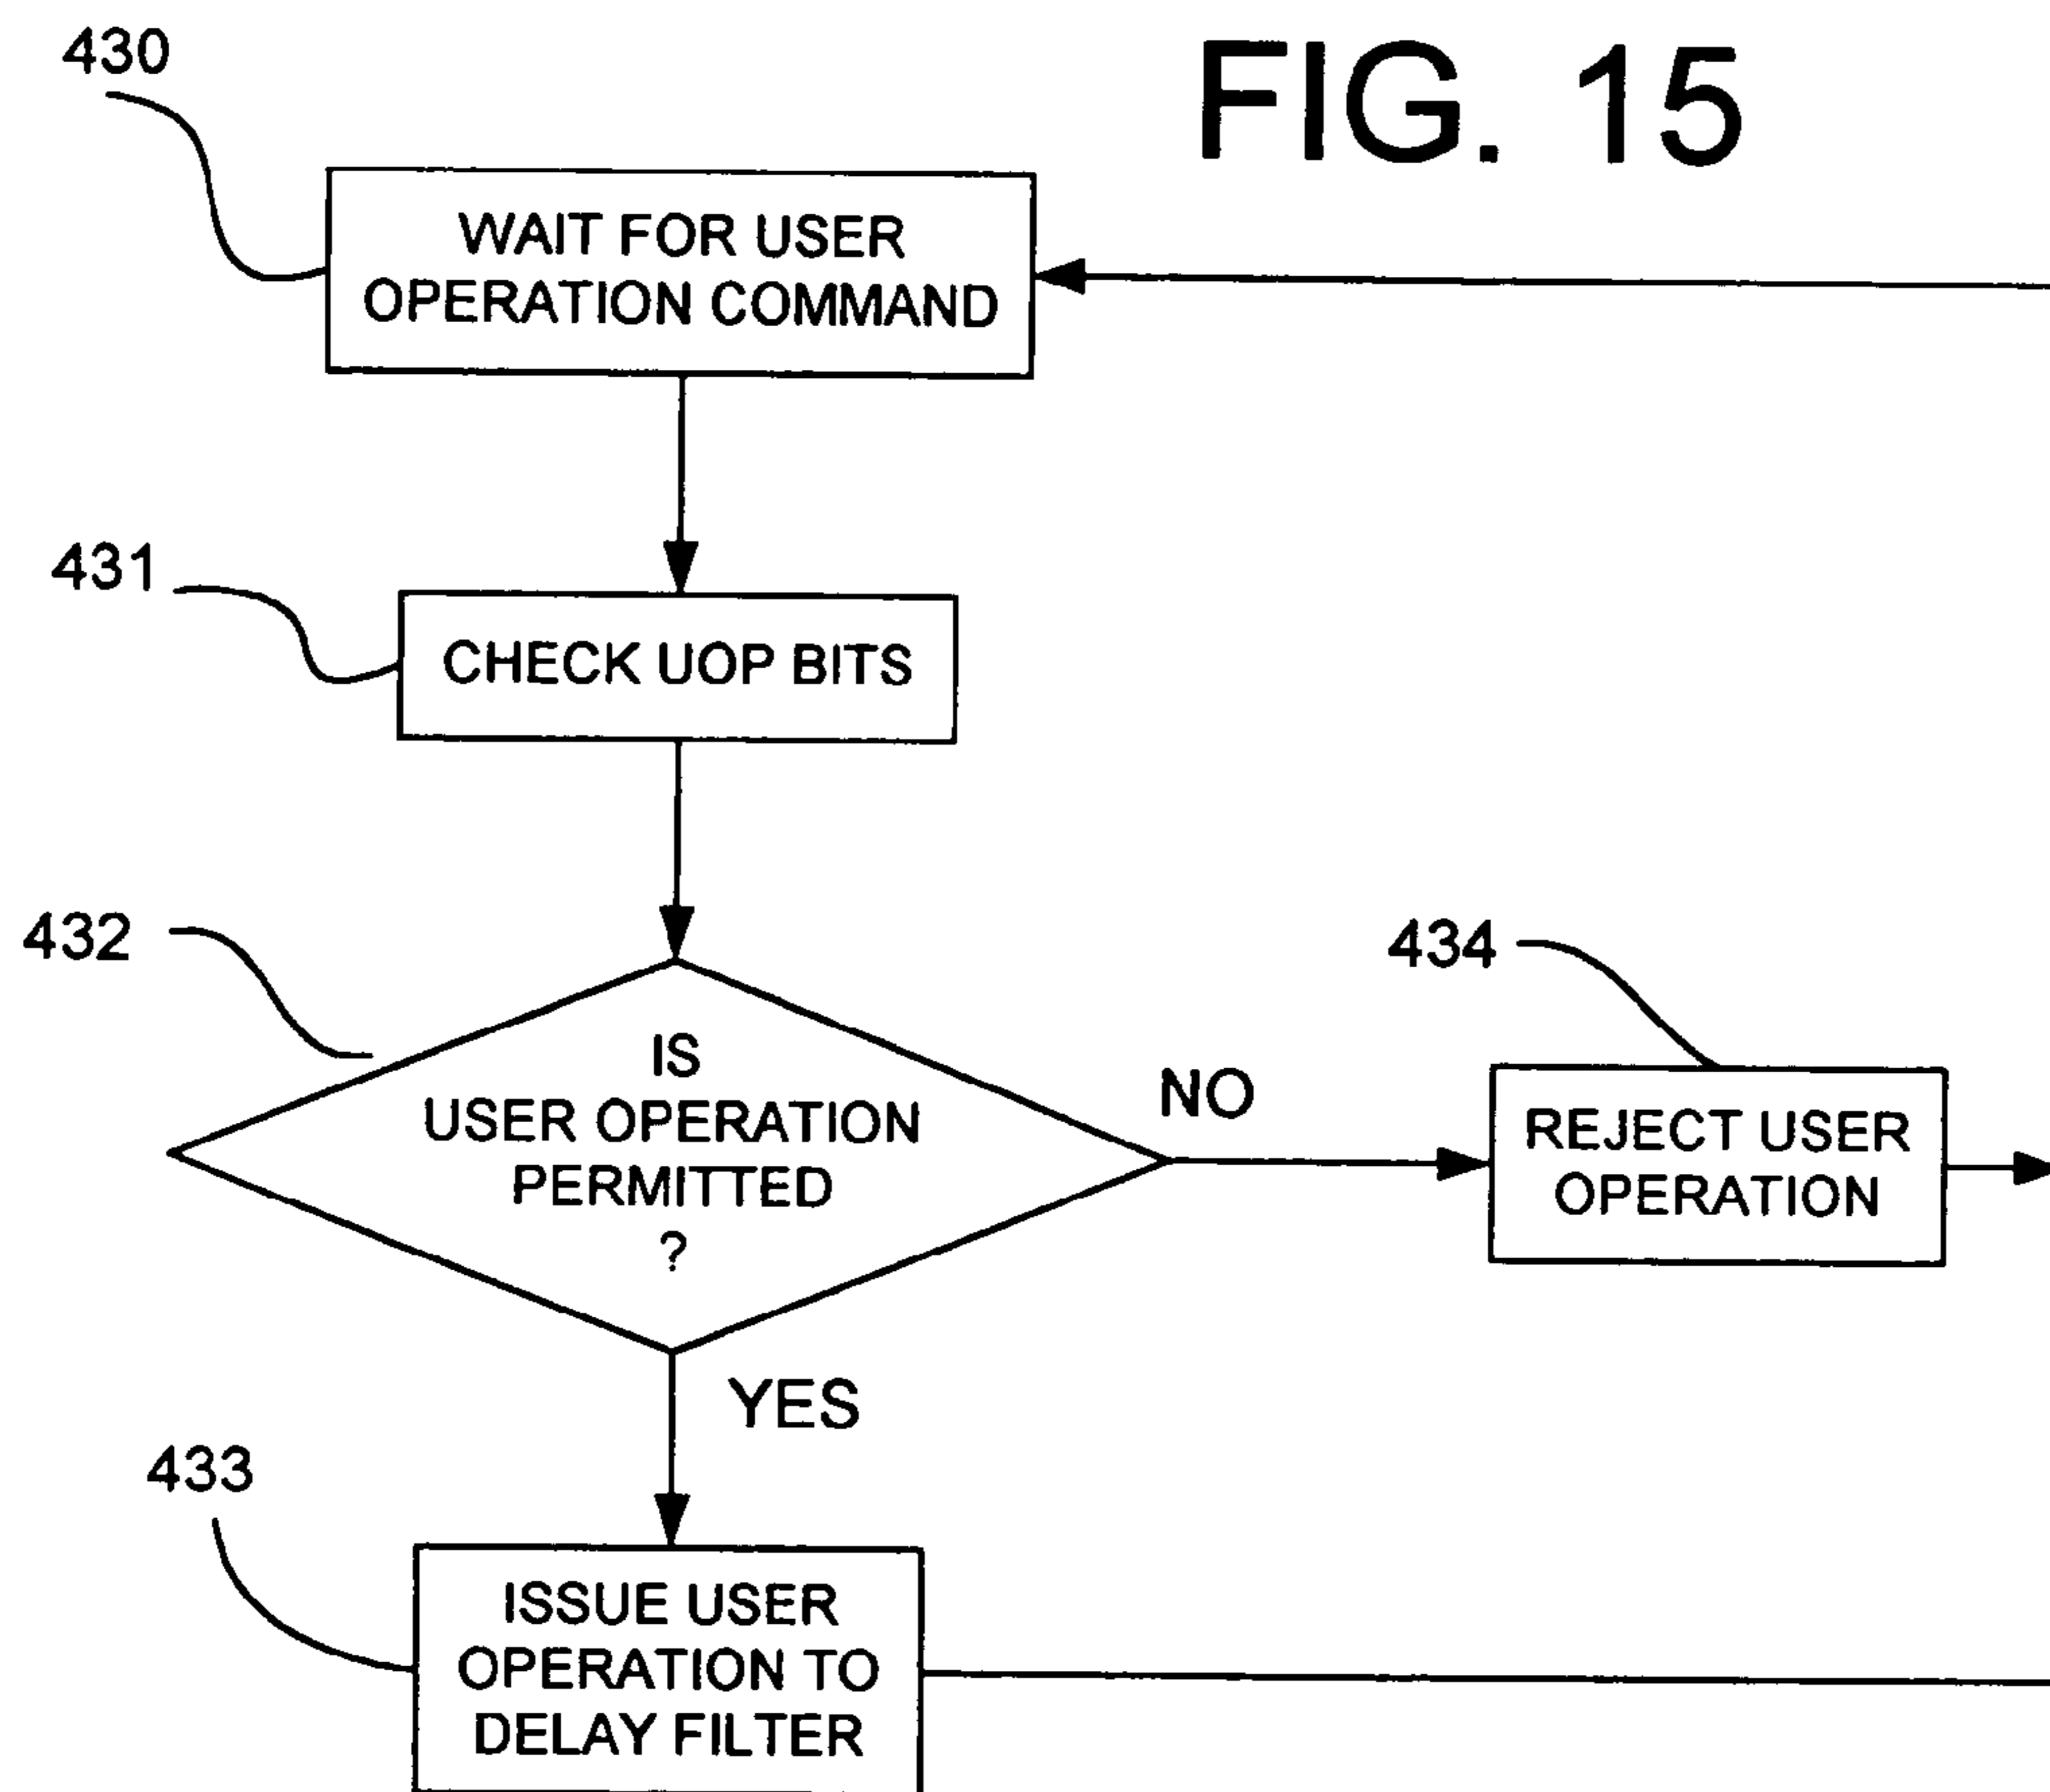 FIG. 15
430
WAIT FOR USER
OPERATION COMMAND
431
CHECK UOP BITS
432
IS
USER OPERATION
PERMITTED
?
NO
434
REJECT USER
OPERATION
YES
433
ISSUE USER
OPERATION TO
DELAY FILTER